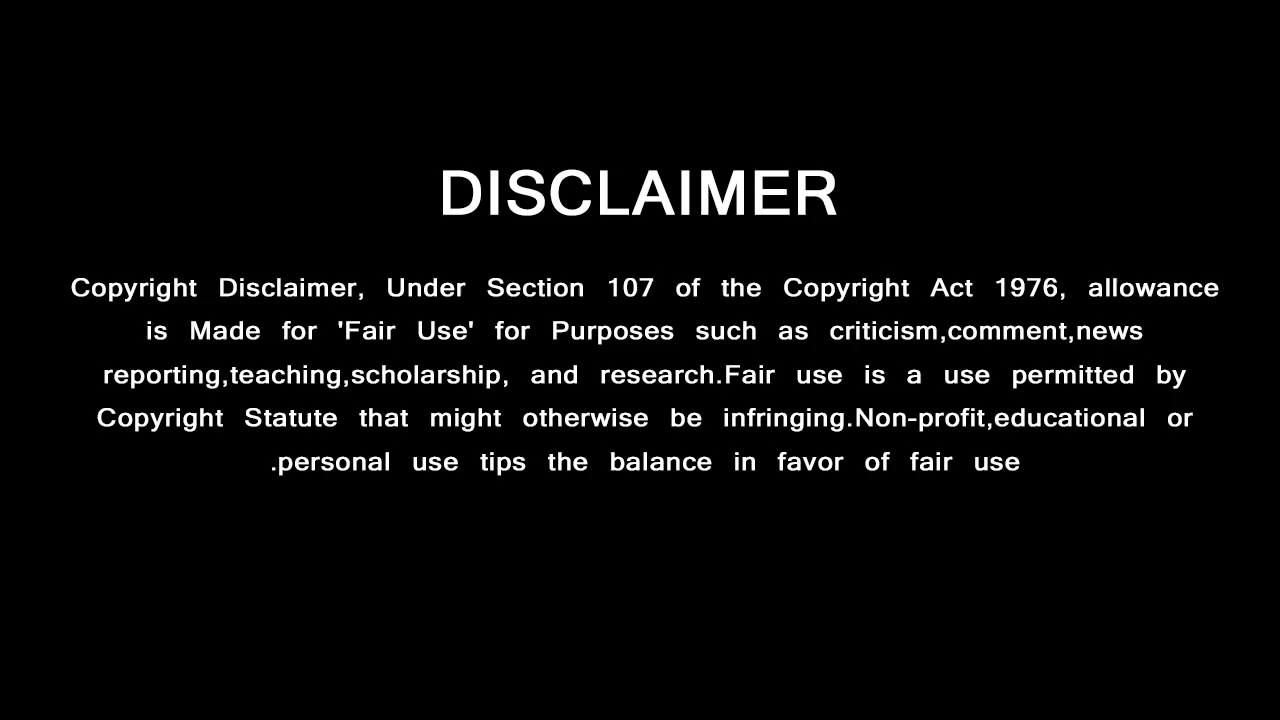 DISCLAIMER
Copyright Disclaimer, Under Section 107 of the Copyright Act 1976, allowance
is Made for 'Fair Use' for Purposes such as criticism,comment,news
reporting,teaching,scholarship, and research.Fair use is a use permitted by
Copyright Statute that might otherwise be infringing.Non-profit,educational or
.personal use tips the balance in favor of fair use